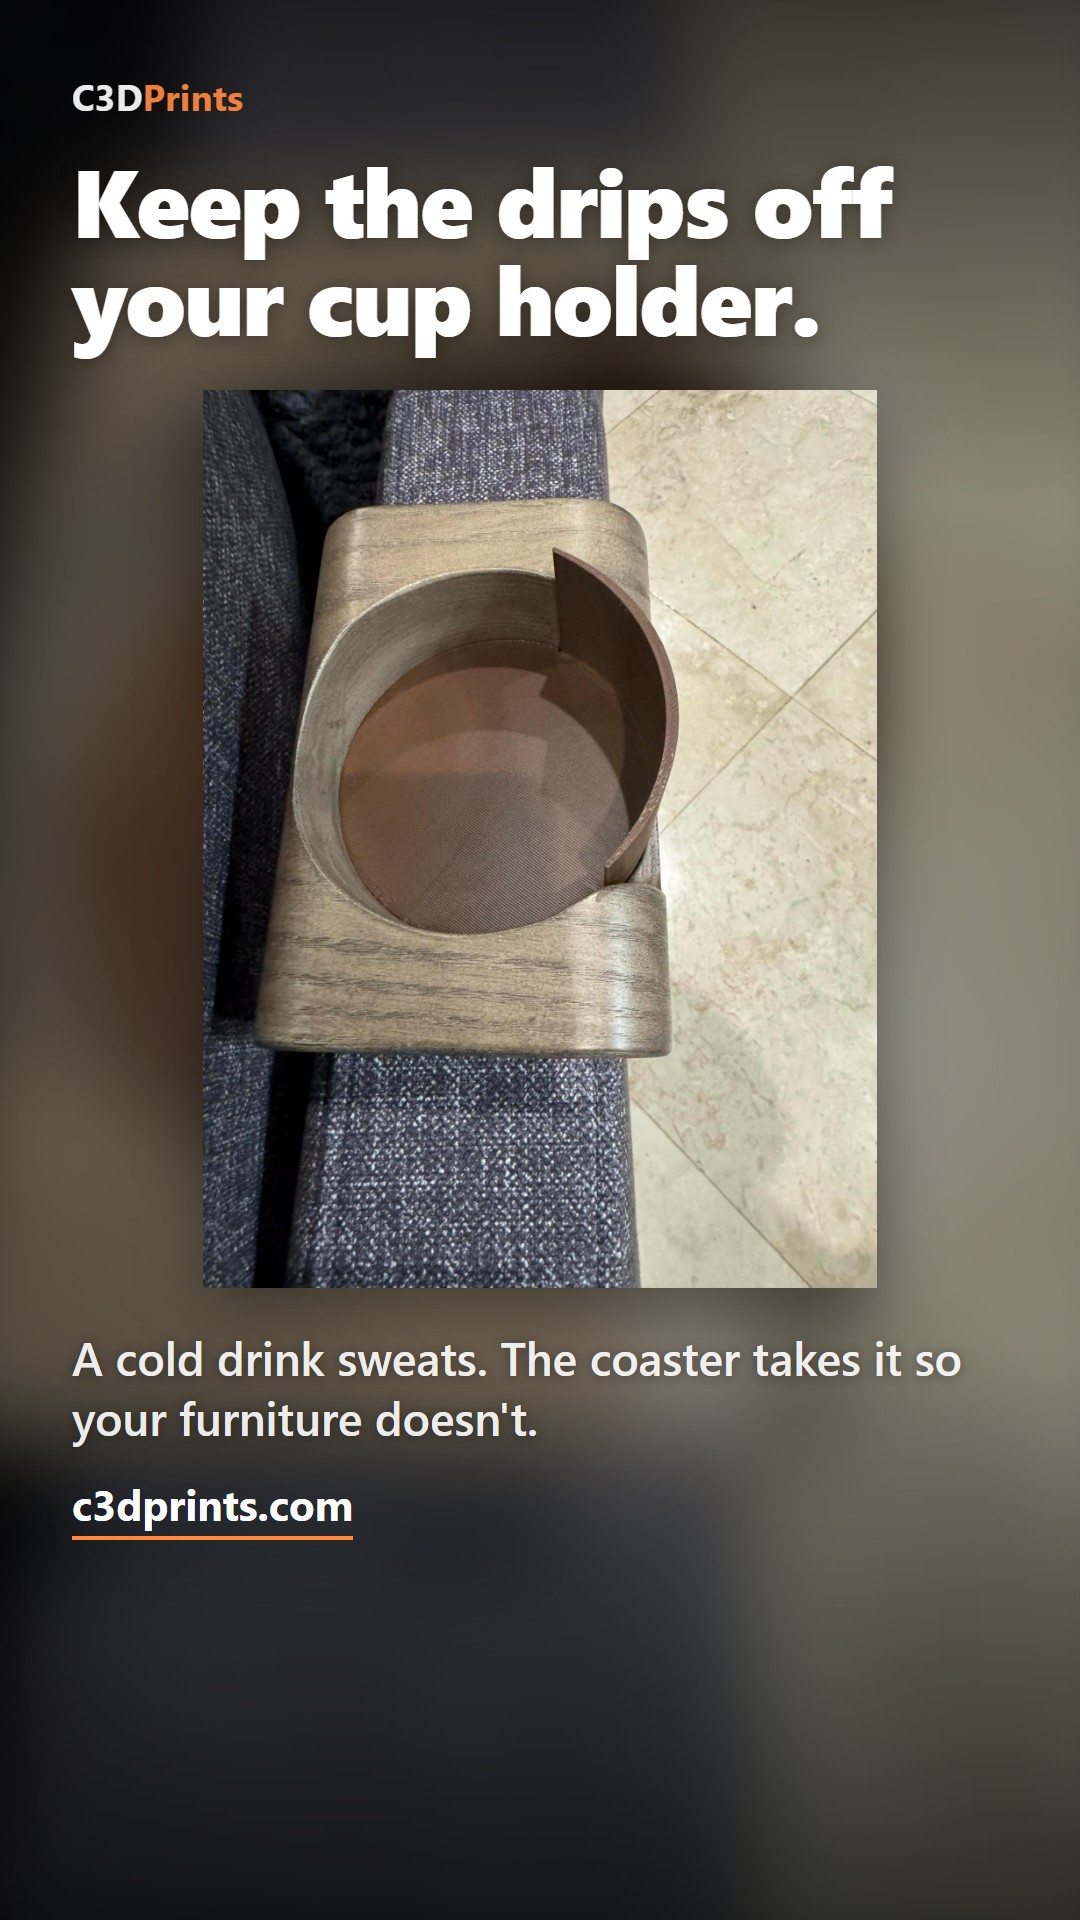 C3DPrints
Keep the drips off
your cup holder.
A cold drink sweats. The coaster takes it so
your furniture doesn't.
c3dprints.com